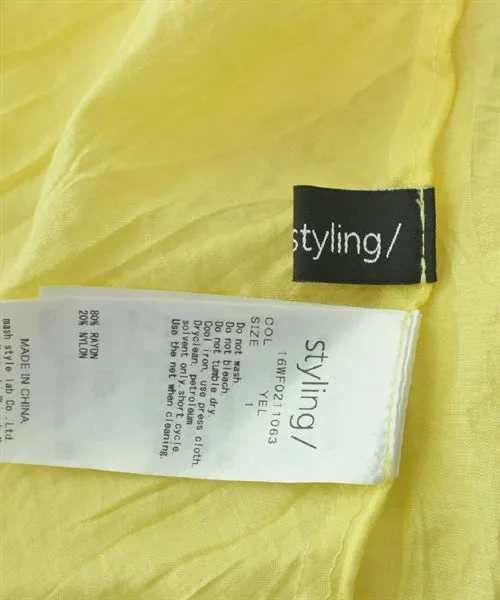 styling/
styling/
16WFO211063
COL YEL
SIZE 1
Do not wash
Do not bleach
Do not tumble dry.
Cool iron, use press cloth.
Dryclean, petroleum
solvent only,short cycle.
Use the net when cleaning.
80% RAYON
20% NYLON
MADE IN CHINA
mash style lab Co.,Ltd.